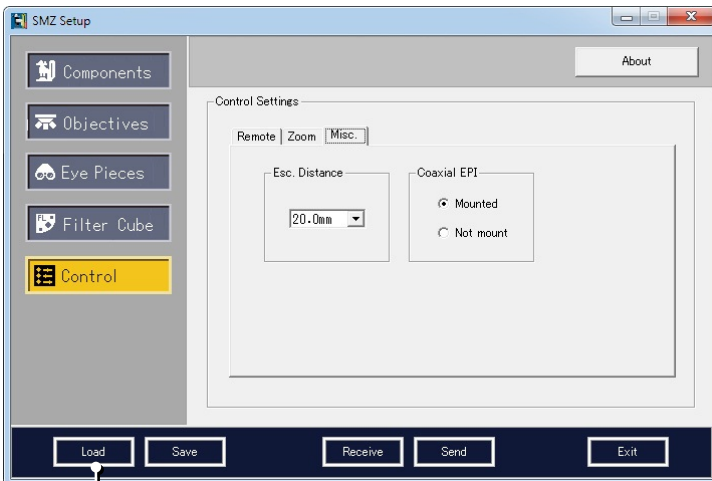 SMZ Setup
Components
Objectives
Eye Pieces
FL
Filter Cube
Control
About
Control Settings
Remote Zoom Misc.
Esc. Distance
20.0mm
Coaxial EPI
Mounted
Not mount
Load Save Receive Send Exit